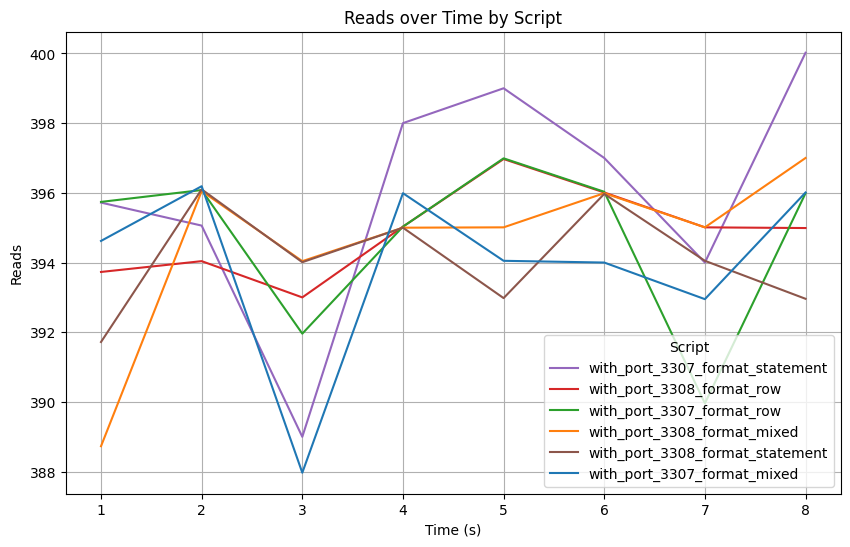 Reads over Time by Script
400
398
396
394
392
390
388
Reads
1 2 3 4 5 6 7 8
Time (s)
Script
with_port_3307_format_statement
with_port_3308_format_row
with_port_3307_format_row
with_port_3308_format_mixed
with_port_3308_format_statement
with_port_3307_format_mixed